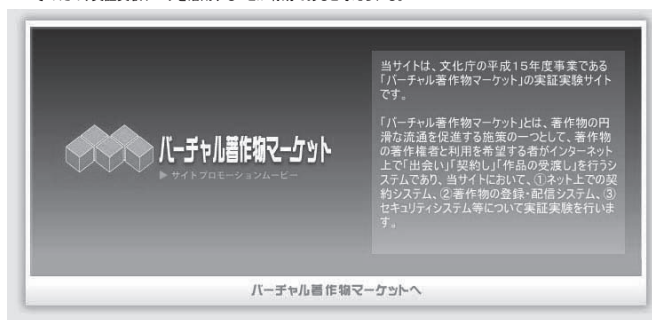 バーチャル著作物マーケット
▶ サイトプロモーションムービー
当サイトは、文化庁の平成15年度事業である
「バーチャル著作物マーケット」の実証実験サイト
です。
「バーチャル著作物マーケット」とは、著作物の円
滑な流通を促進する施策の一つとして、著作物
の著作権者と利用を希望する者がインターネット
上で「出会い」「契約し」「作品の受渡し」を行うシ
ステムであり、当サイトにおいて、①ネット上での契
約システム、②著作物の登録・配信システム、③
セキュリティシステム等について実証実験を行いま
す。
バーチャル著作物マーケットへ